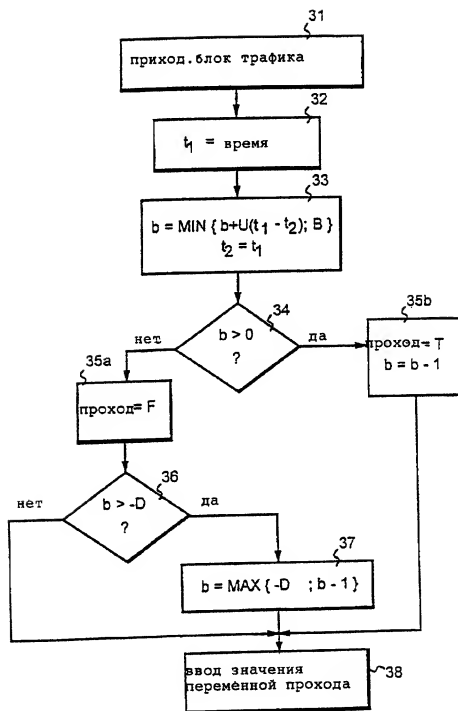 31
приход.блок трафика
32
t1 = время
33
b = MIN { b+U(t1 - t2); B }
t2 = t1
34
b > 0
?
нет
да
35b
проход= T
b = b - 1
35a
проход= F
36
b > -D
?
нет
да
37
b = MAX { -D ; b - 1 }
ввод значения
переменной прохода
38